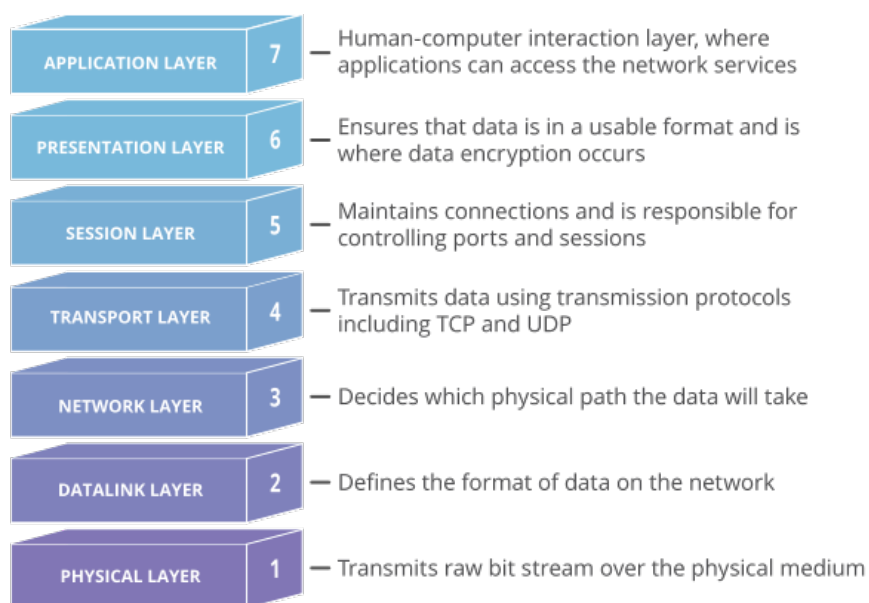 APPLICATION LAYER 7
Human-computer interaction layer, where
applications can access the network services
PRESENTATION LAYER 6
Ensures that data is in a usable format and is
where data encryption occurs
SESSION LAYER 5
Maintains connections and is responsible for
controlling ports and sessions
TRANSPORT LAYER 4
Transmits data using transmission protocols
including TCP and UDP
NETWORK LAYER 3
Decides which physical path the data will take
DATALINK LAYER 2
Defines the format of data on the network
PHYSICAL LAYER 1
Transmits raw bit stream over the physical medium